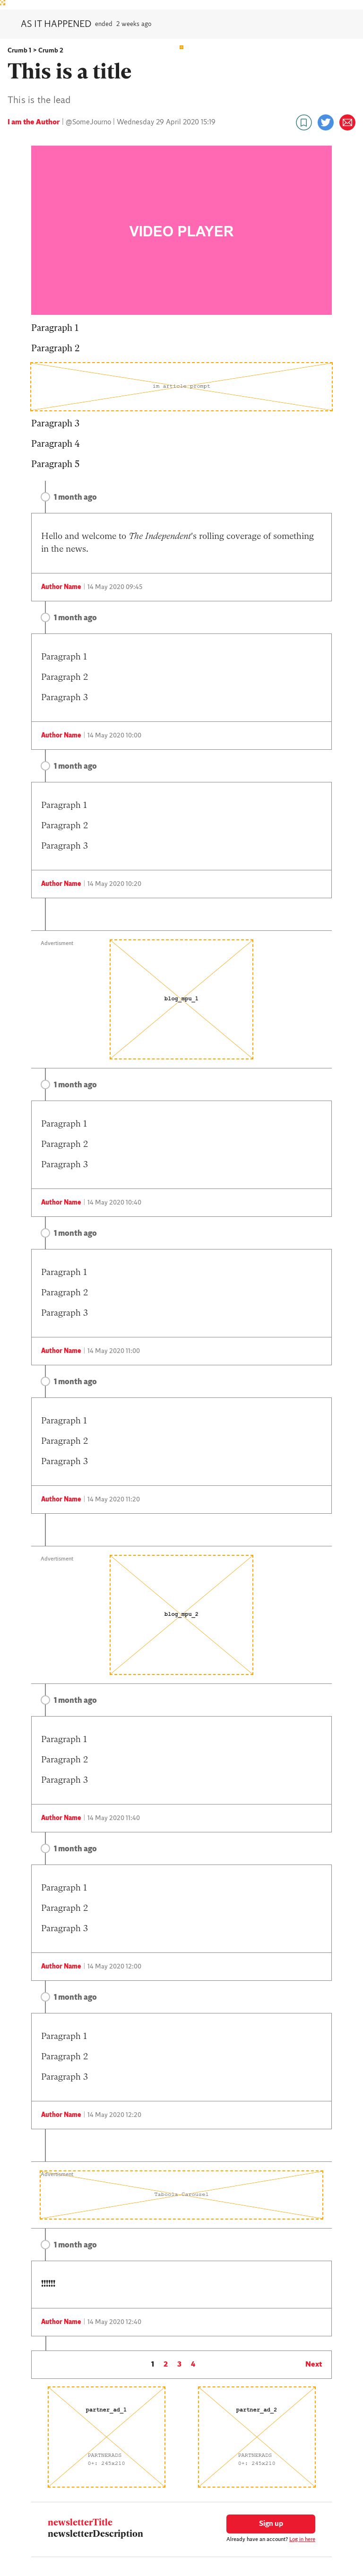 AS IT HAPPENED ended 2 weeks ago
Crumb 1 > Crumb 2
This is a title
This is the lead
I am the Author | @SomeJourno | Wednesday 29 April 2020 15:19
VIDEO PLAYER
Paragraph 1
Paragraph 2
in article prompt
Paragraph 3
Paragraph 4
Paragraph 5
1 month ago
Hello and welcome to The Independent's rolling coverage of something
in the news.
Author Name | 14 May 2020 09:45
1 month ago
Paragraph 1
Paragraph 2
Paragraph 3
Author Name | 14 May 2020 10:00
1 month ago
Paragraph 1
Paragraph 2
Paragraph 3
Author Name | 14 May 2020 10:20
Advertisment
blog_mpu_1
1 month ago
Paragraph 1
Paragraph 2
Paragraph 3
Author Name | 14 May 2020 10:40
1 month ago
Paragraph 1
Paragraph 2
Paragraph 3
Author Name | 14 May 2020 11:00
1 month ago
Paragraph 1
Paragraph 2
Paragraph 3
Author Name | 14 May 2020 11:20
Advertisment
blog_mpu_2
1 month ago
Paragraph 1
Paragraph 2
Paragraph 3
Author Name | 14 May 2020 11:40
1 month ago
Paragraph 1
Paragraph 2
Paragraph 3
Author Name | 14 May 2020 12:00
1 month ago
Paragraph 1
Paragraph 2
Paragraph 3
Author Name | 14 May 2020 12:20
Advertisment
Taboola Carousel
1 month ago
!!!!!!
Author Name | 14 May 2020 12:40
1 2 3 4 Next
partner_ad_1
PARTNERADS
0+: 245x210
partner_ad_2
PARTNERADS
0+: 245x210
newsletterTitle
newsletterDescription
Sign up
Already have an account? Log in here